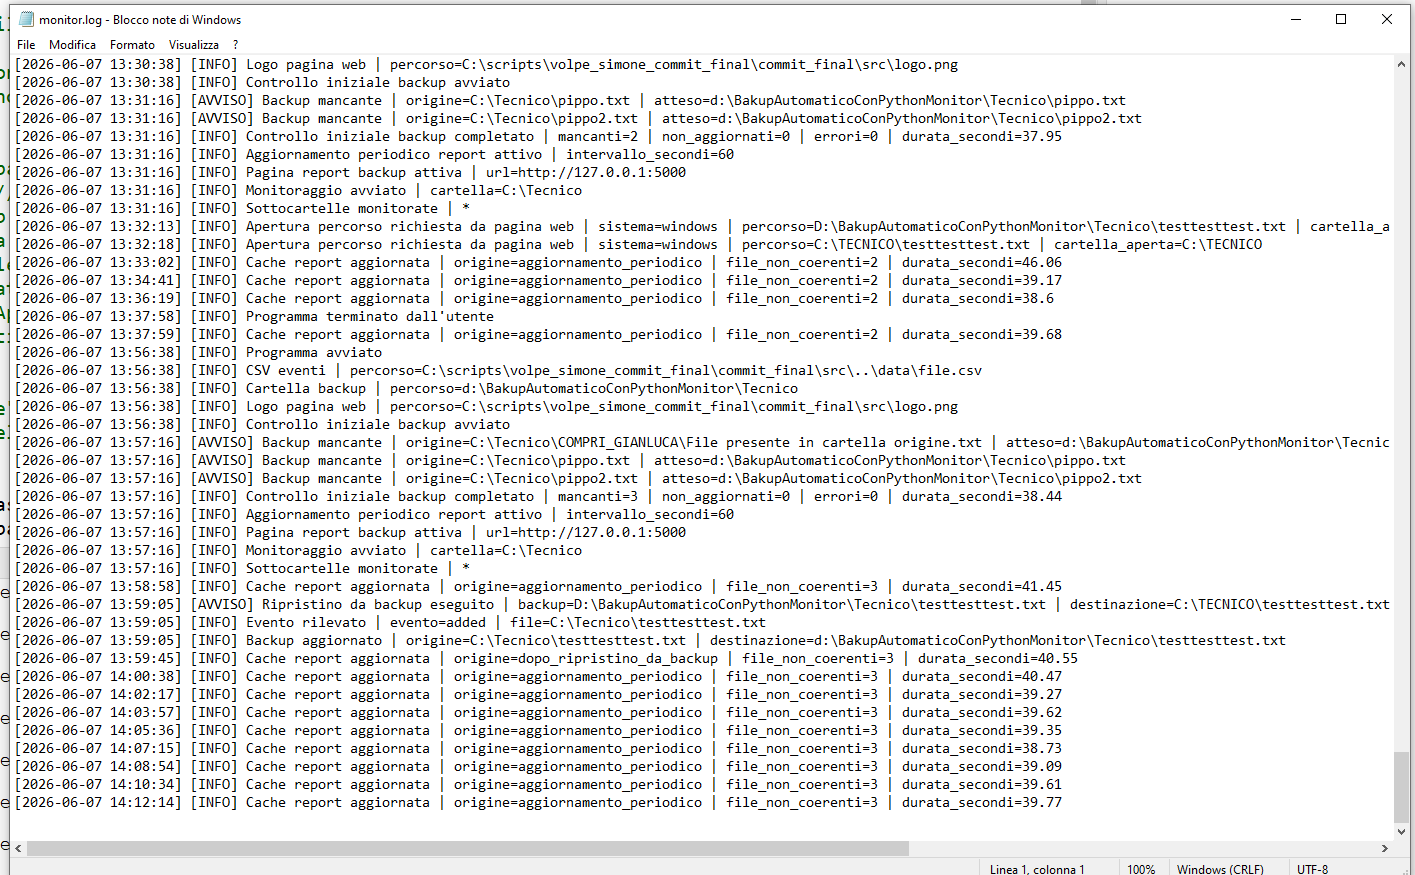 monitor.log - Blocco note di Windows
File Modifica Formato Visualizza ?
[2026-06-07 13:30:38] [INFO] Logo pagina web | percorso=C:\scripts\volpe_simone_commit_final\commit_final\src\logo.png
[2026-06-07 13:30:38] [INFO] Controllo iniziale backup avviato
[2026-06-07 13:31:16] [AVVISO] Backup mancante | origine=C:\Tecnico\pippo.txt | atteso=d:\BakupAutomaticoConPythonMonitor\Tecnico\pippo.txt
[2026-06-07 13:31:16] [AVVISO] Backup mancante | origine=C:\Tecnico\pippo2.txt | atteso=d:\BakupAutomaticoConPythonMonitor\Tecnico\pippo2.txt
[2026-06-07 13:31:16] [INFO] Controllo iniziale backup completato | mancanti=2 | non_aggiornati=0 | errori=0 | durata_secondi=37.95
[2026-06-07 13:31:16] [INFO] Aggiornamento periodico report attivo | intervallo_secondi=60
[2026-06-07 13:31:16] [INFO] Pagina report backup attiva | url=http://127.0.0.1:5000
[2026-06-07 13:31:16] [INFO] Monitoraggio avviato | cartella=C:\Tecnico
[2026-06-07 13:31:16] [INFO] Sottocartelle monitorate | *
[2026-06-07 13:32:13] [INFO] Apertura percorso richiesta da pagina web | sistema=windows | percorso=D:\BakupAutomaticoConPythonMonitor\Tecnico\testtesttest.txt | cartella_a
[2026-06-07 13:32:18] [INFO] Apertura percorso richiesta da pagina web | sistema=windows | percorso=C:\TECNICO\testtesttest.txt | cartella_aperta=C:\TECNICO
[2026-06-07 13:33:02] [INFO] Cache report aggiornata | origine=aggiornamento_periodico | file_non_coerenti=2 | durata_secondi=46.06
[2026-06-07 13:34:41] [INFO] Cache report aggiornata | origine=aggiornamento_periodico | file_non_coerenti=2 | durata_secondi=39.17
[2026-06-07 13:36:19] [INFO] Cache report aggiornata | origine=aggiornamento_periodico | file_non_coerenti=2 | durata_secondi=38.6
[2026-06-07 13:37:58] [INFO] Programma terminato dall'utente
[2026-06-07 13:37:59] [INFO] Cache report aggiornata | origine=aggiornamento_periodico | file_non_coerenti=2 | durata_secondi=39.68
[2026-06-07 13:56:38] [INFO] Programma avviato
[2026-06-07 13:56:38] [INFO] CSV eventi | percorso=C:\scripts\volpe_simone_commit_final\commit_final\src\..\data\file.csv
[2026-06-07 13:56:38] [INFO] Cartella backup | percorso=d:\BakupAutomaticoConPythonMonitor\Tecnico
[2026-06-07 13:56:38] [INFO] Logo pagina web | percorso=C:\scripts\volpe_simone_commit_final\commit_final\src\logo.png
[2026-06-07 13:56:38] [INFO] Controllo iniziale backup avviato
[2026-06-07 13:57:16] [AVVISO] Backup mancante | origine=C:\Tecnico\COMPRI_GIANLUCA\File presente in cartella origine.txt | atteso=d:\BakupAutomaticoConPythonMonitor\Tecnic
[2026-06-07 13:57:16] [AVVISO] Backup mancante | origine=C:\Tecnico\pippo.txt | atteso=d:\BakupAutomaticoConPythonMonitor\Tecnico\pippo.txt
[2026-06-07 13:57:16] [AVVISO] Backup mancante | origine=C:\Tecnico\pippo2.txt | atteso=d:\BakupAutomaticoConPythonMonitor\Tecnico\pippo2.txt
[2026-06-07 13:57:16] [INFO] Controllo iniziale backup completato | mancanti=3 | non_aggiornati=0 | errori=0 | durata_secondi=38.44
[2026-06-07 13:57:16] [INFO] Aggiornamento periodico report attivo | intervallo_secondi=60
[2026-06-07 13:57:16] [INFO] Pagina report backup attiva | url=http://127.0.0.1:5000
[2026-06-07 13:57:16] [INFO] Monitoraggio avviato | cartella=C:\Tecnico
[2026-06-07 13:57:16] [INFO] Sottocartelle monitorate | *
[2026-06-07 13:58:58] [INFO] Cache report aggiornata | origine=aggiornamento_periodico | file_non_coerenti=3 | durata_secondi=41.45
[2026-06-07 13:59:05] [AVVISO] Ripristino da backup eseguito | backup=D:\BakupAutomaticoConPythonMonitor\Tecnico\testtesttest.txt | destinazione=C:\TECNICO\testtesttest.txt
[2026-06-07 13:59:05] [INFO] Evento rilevato | evento=added | file=C:\Tecnico\testtesttest.txt
[2026-06-07 13:59:05] [INFO] Backup aggiornato | origine=C:\Tecnico\testtesttest.txt | destinazione=d:\BakupAutomaticoConPythonMonitor\Tecnico\testtesttest.txt
[2026-06-07 13:59:45] [INFO] Cache report aggiornata | origine=dopo_ripristino_da_backup | file_non_coerenti=3 | durata_secondi=40.55
[2026-06-07 14:00:38] [INFO] Cache report aggiornata | origine=aggiornamento_periodico | file_non_coerenti=3 | durata_secondi=40.47
[2026-06-07 14:02:17] [INFO] Cache report aggiornata | origine=aggiornamento_periodico | file_non_coerenti=3 | durata_secondi=39.27
[2026-06-07 14:03:57] [INFO] Cache report aggiornata | origine=aggiornamento_periodico | file_non_coerenti=3 | durata_secondi=39.62
[2026-06-07 14:05:36] [INFO] Cache report aggiornata | origine=aggiornamento_periodico | file_non_coerenti=3 | durata_secondi=39.35
[2026-06-07 14:07:15] [INFO] Cache report aggiornata | origine=aggiornamento_periodico | file_non_coerenti=3 | durata_secondi=38.73
[2026-06-07 14:08:54] [INFO] Cache report aggiornata | origine=aggiornamento_periodico | file_non_coerenti=3 | durata_secondi=39.09
[2026-06-07 14:10:34] [INFO] Cache report aggiornata | origine=aggiornamento_periodico | file_non_coerenti=3 | durata_secondi=39.61
[2026-06-07 14:12:14] [INFO] Cache report aggiornata | origine=aggiornamento_periodico | file_non_coerenti=3 | durata_secondi=39.77
Linea 1, colonna 1 100% Windows (CRLF) UTF-8